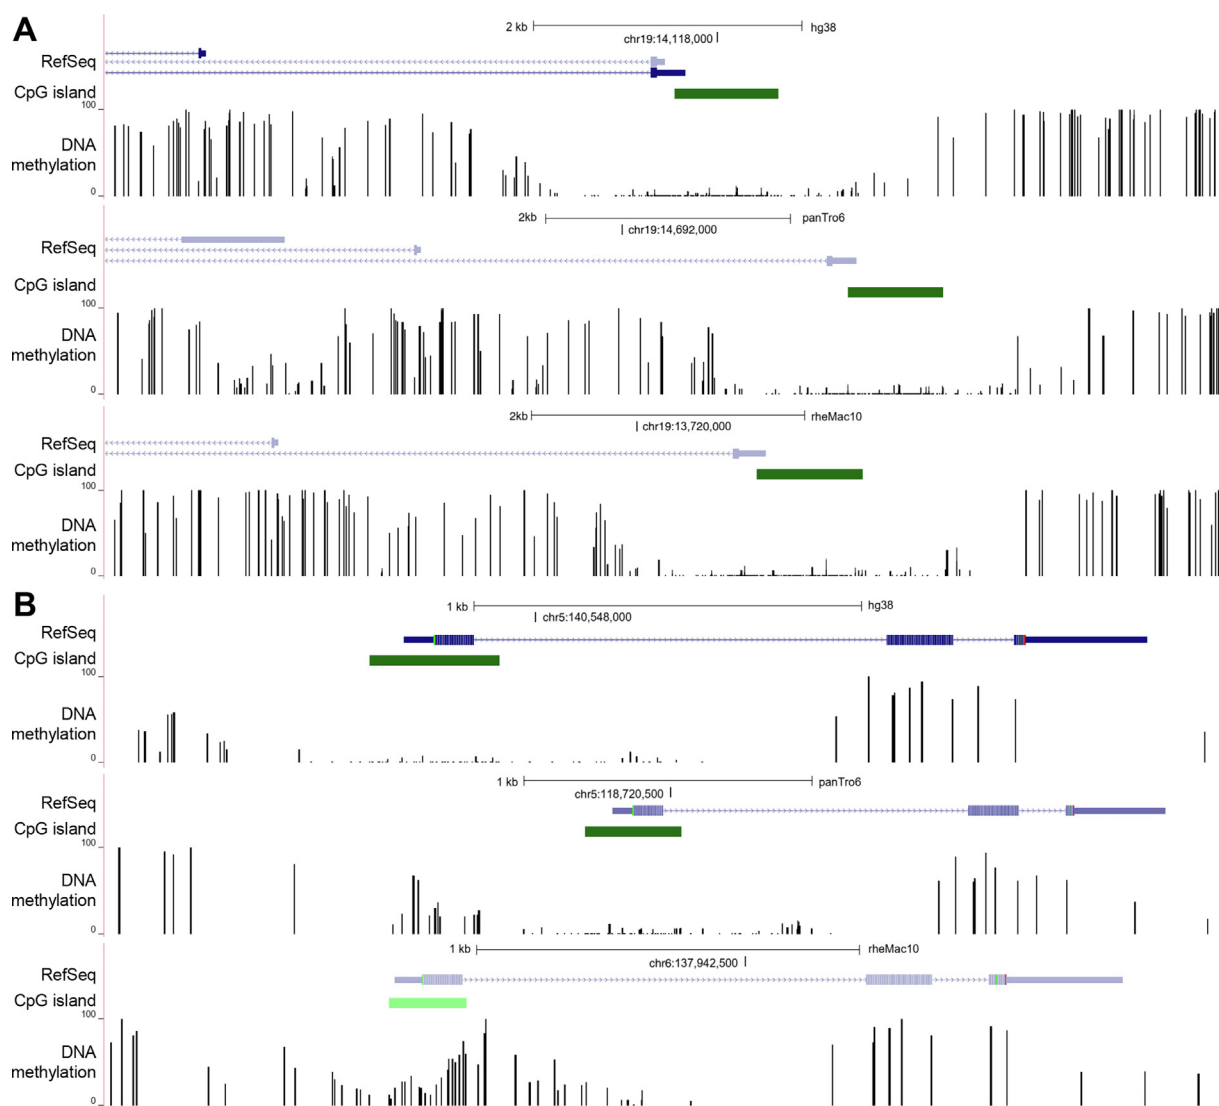 A
2 kb hg38
chr19:14,118,000
RefSeq
CpG island
100
DNA
methylation
0
2kb panTro6
chr19:14,692,000
RefSeq
CpG island
100
DNA
methylation
0
2kb rheMac10
chr19:13,720,000
RefSeq
CpG island
100
DNA
methylation
0
B
1 kb hg38
chr5:140,548,000
RefSeq
CpG island
100
DNA
methylation
0
1 kb panTro6
chr5:118,720,500
RefSeq
CpG island
100
DNA
methylation
0
1 kb rheMac10
chr6:137,942,500
RefSeq
CpG island
100
DNA
methylation
0